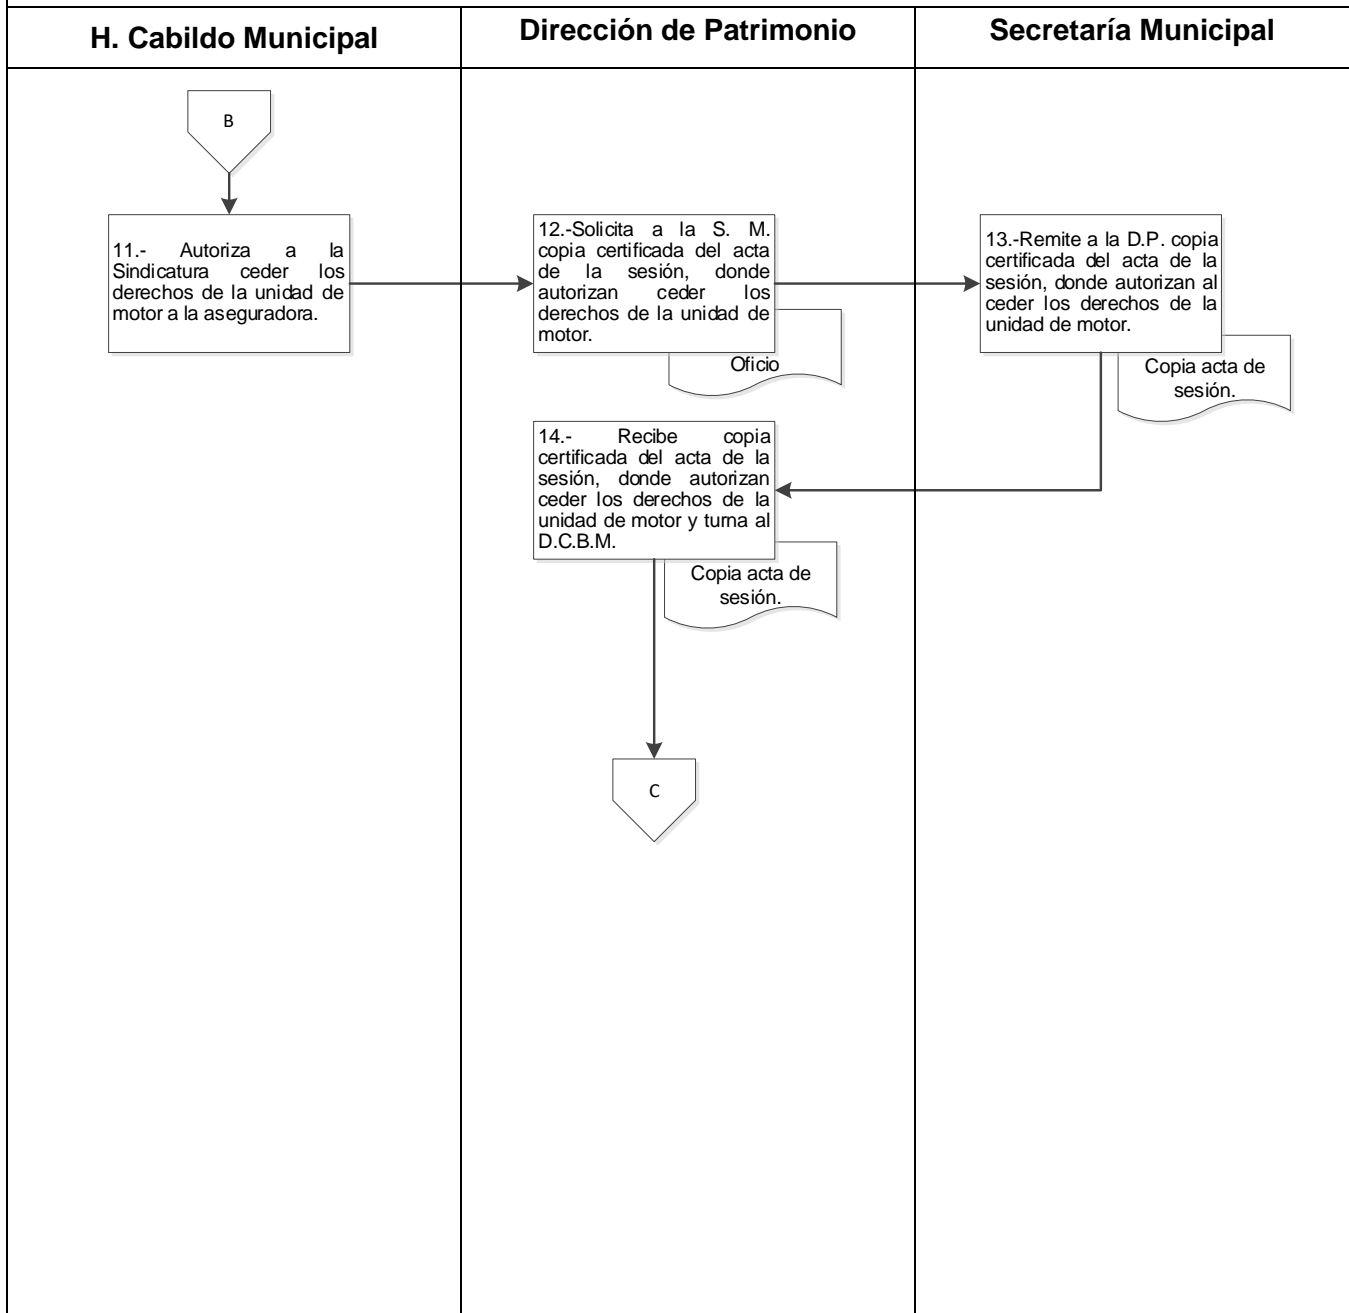 H. Cabildo Municipal
Dirección de Patrimonio
Secretaría Municipal
B
11.- Autoriza a la
Sindicatura ceder los
derechos de la unidad de
motor a la aseguradora.
12.-Solicita a la S. M.
copia certificada del acta
de la sesión, donde
autorizan ceder los
derechos de la unidad de
motor.
Oficio
13.-Remite a la D.P. copia
certificada del acta de la
sesión, donde autorizan al
ceder los derechos de la
unidad de motor.
Copia acta de
sesión.
14.- Recibe copia
certificada del acta de la
sesión, donde autorizan
ceder los derechos de la
unidad de motor y turna al
D.C.B.M.
Copia acta de
sesión.
C